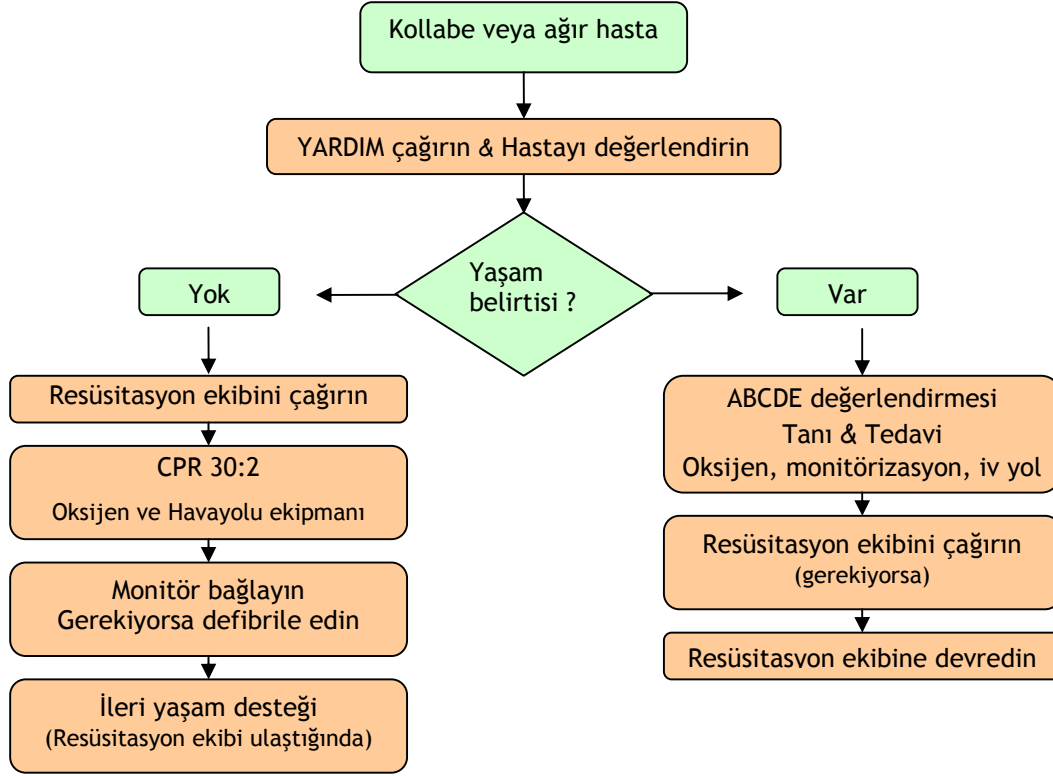 Kollabe veya ağır hasta
YARDIM çağırın & Hastayı değerlendirin
Yaşam
belirtisi ?
Yok
Resüsitasyon ekibini çağırın
CPR 30:2
Oksijen ve Havayolu ekipmanı
Monitör bağlayın
Gerekiyorsa defibrile edin
İleri yaşam desteği
(Resüsitasyon ekibi ulaştığında)
Var
ABCDE değerlendirmesi
Tanı & Tedavi
Oksijen, monitörizasyon, iv yol
Resüsitasyon ekibini çağırın
(gerekiyorsa)
Resüsitasyon ekibine devredin